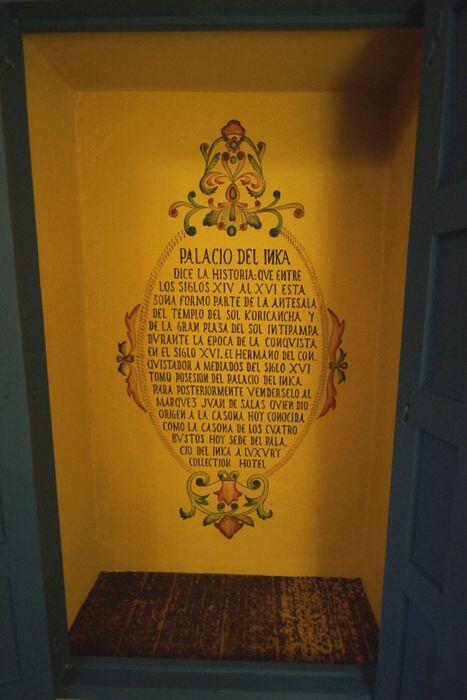 PALACIO DEL INKA
DICE LA HISTORIA: QUE ENTRE
LOS SIGLOS XIV AL XVI ESTA
ZONA FORMO PARTE DE LA ANTESALA
DEL TEMPLO DEL SOL KORICANCHA Y
DE LA GRAN PLAZA DEL SOL INTIPAMPA
DURANTE LA EPOCA DE LA CONQVISTA
EN EL SIGLO XVI. EL HERMANO DEL CON.
QUISTADOR A MEDIADOS DEL SIGLO XVI
TOMO POSESION DEL PALACIO DEL INKA.
PARA POSTERIORMENTE VENDERSELO AL
MARQUEZ JUAN DE SALAS QUIEN DIO
ORIGEN A LA CASONA HOY CONOCIDA
COMO LA CASONA DE LOS CUATRO
BUSTOS HOY SEDE DEL PALA.
CIO DEL INKA A LUXURY
COLLECTION HOTEL